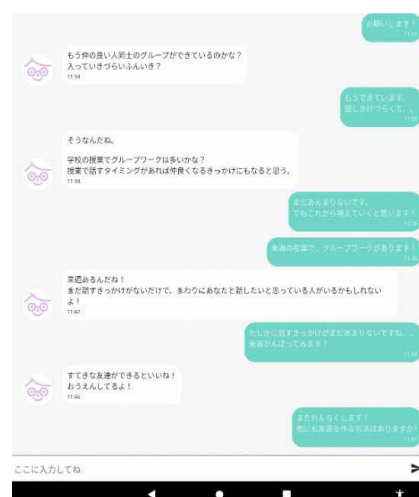 お願いします！
11:31
もう仲の良い人同士のグループができているのかな？
入っていきづらいふんいき？
11:34
もうできています。
話しかけづらくて、、
そうなんだね。
学校の授業でグループワークは多いかな？
授業で話すタイミングがあれば仲良くなるきっかけにもなると思う。
11:38
まだあんまりないです。
でもこれから増えていくと思います！
来週の授業で、グループワークがあります！
来週あるんだね！
まだ話すきっかけがないだけで、まわりにあなたと話したいと思っている人がいるかもしれない
よ！
11:42
たしかに話すきっかけがまだあまりないですね、、
来週がんばってみます！
すてきな友達ができるといいね！
おうえんしてるよ！
11:46
またれんらくします！
他にも友達を作る方法はありますか？
ここに入力してね